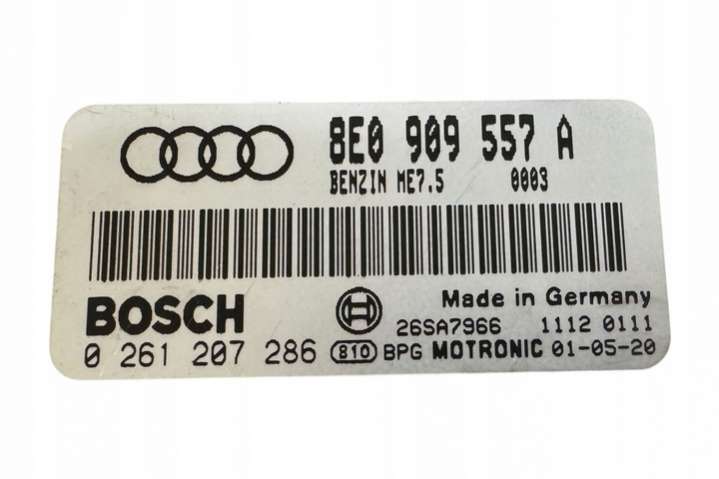 8E0 909 557 A
BENZIN ME7.5 0003
BOSCH Made in Germany
26SA7966 1112 0111
0 261 207 286 810 BPG MOTRONIC 01-05-20